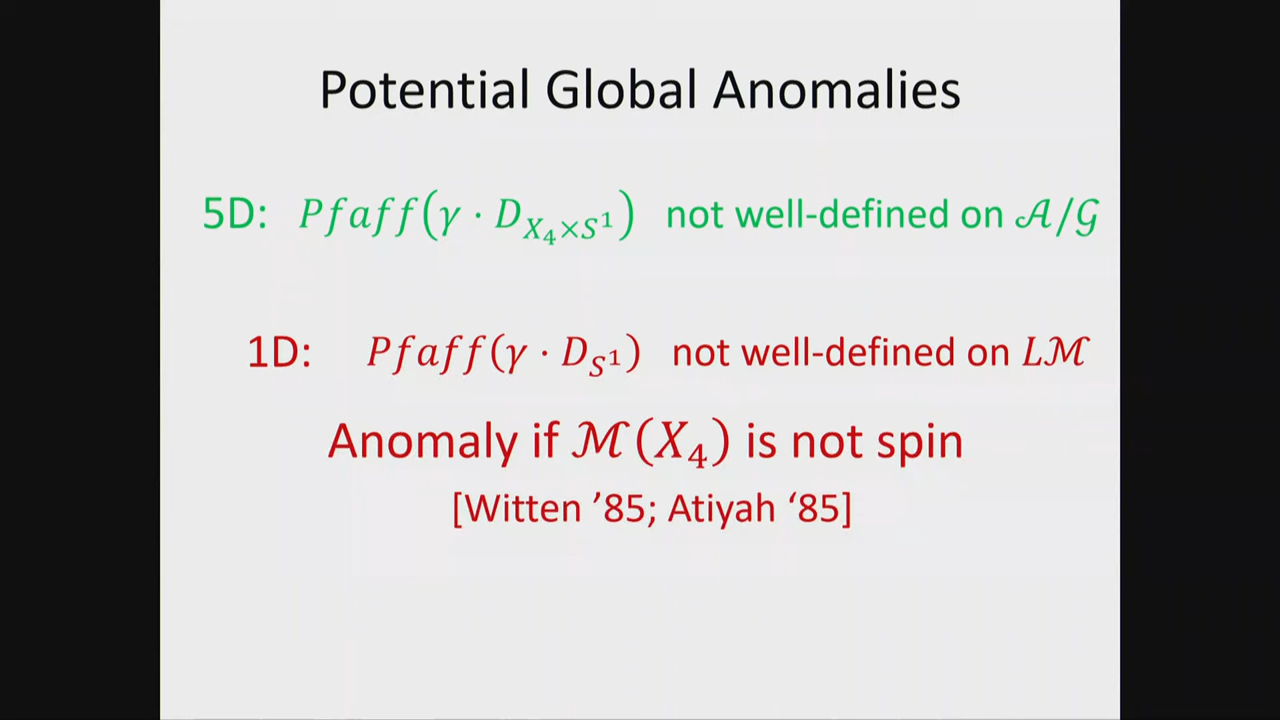 Potential Global Anomalies
5D: Pfaff(γ · D_{X_4×S^1}) not well-defined on 𝒜/𝒢
1D: Pfaff(γ · D_{S^1}) not well-defined on Lℳ
Anomaly if ℳ(X_4) is not spin
[Witten ’85; Atiyah ‘85]